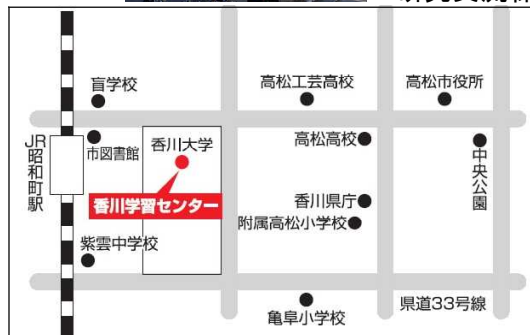 盲学校
高松工芸高校
高松市役所
JR昭和町駅
市図書館
香川大学
高松高校
中央公園
香川学習センター
香川県庁
附属高松小学校
紫雲中学校
県道33号線
亀阜小学校